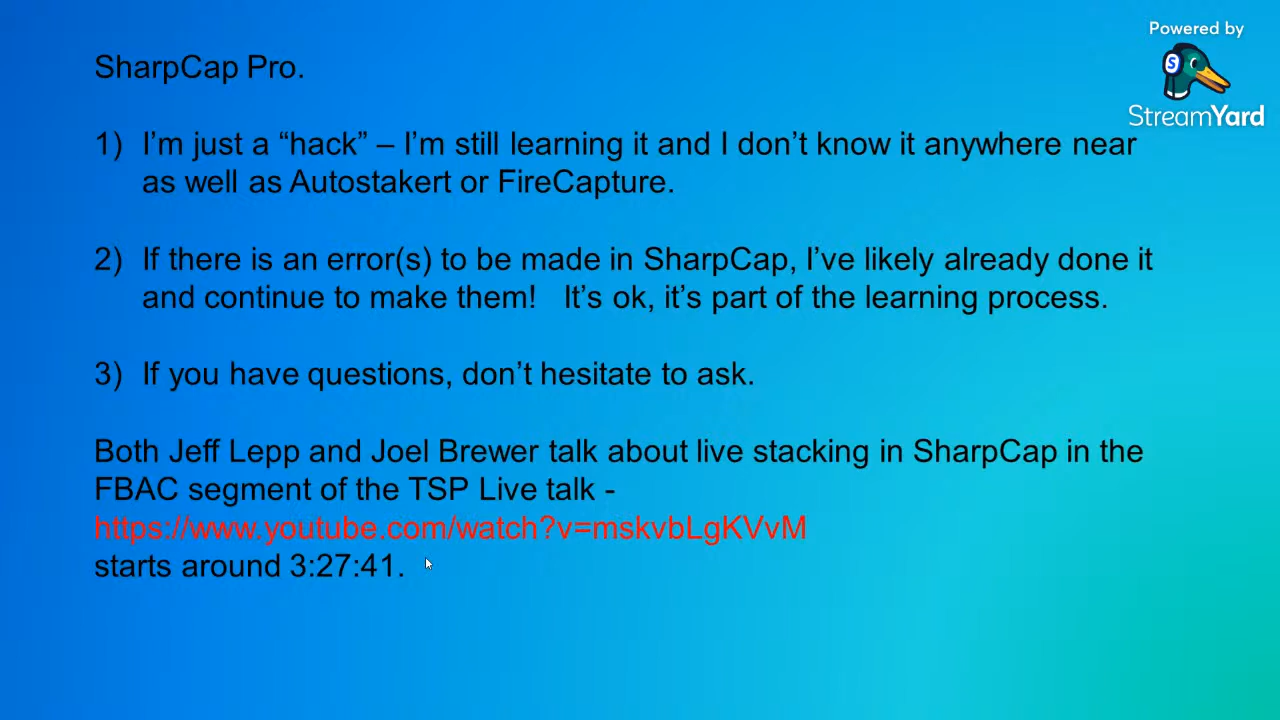 Powered by
StreamYard
SharpCap Pro.
1) I’m just a “hack” – I’m still learning it and I don’t know it anywhere near
as well as Autostakert or FireCapture.
2) If there is an error(s) to be made in SharpCap, I’ve likely already done it
and continue to make them! It’s ok, it’s part of the learning process.
3) If you have questions, don’t hesitate to ask.
Both Jeff Lepp and Joel Brewer talk about live stacking in SharpCap in the
FBAC segment of the TSP Live talk -
https://www.youtube.com/watch?v=mskvbLgKVvM
starts around 3:27:41.